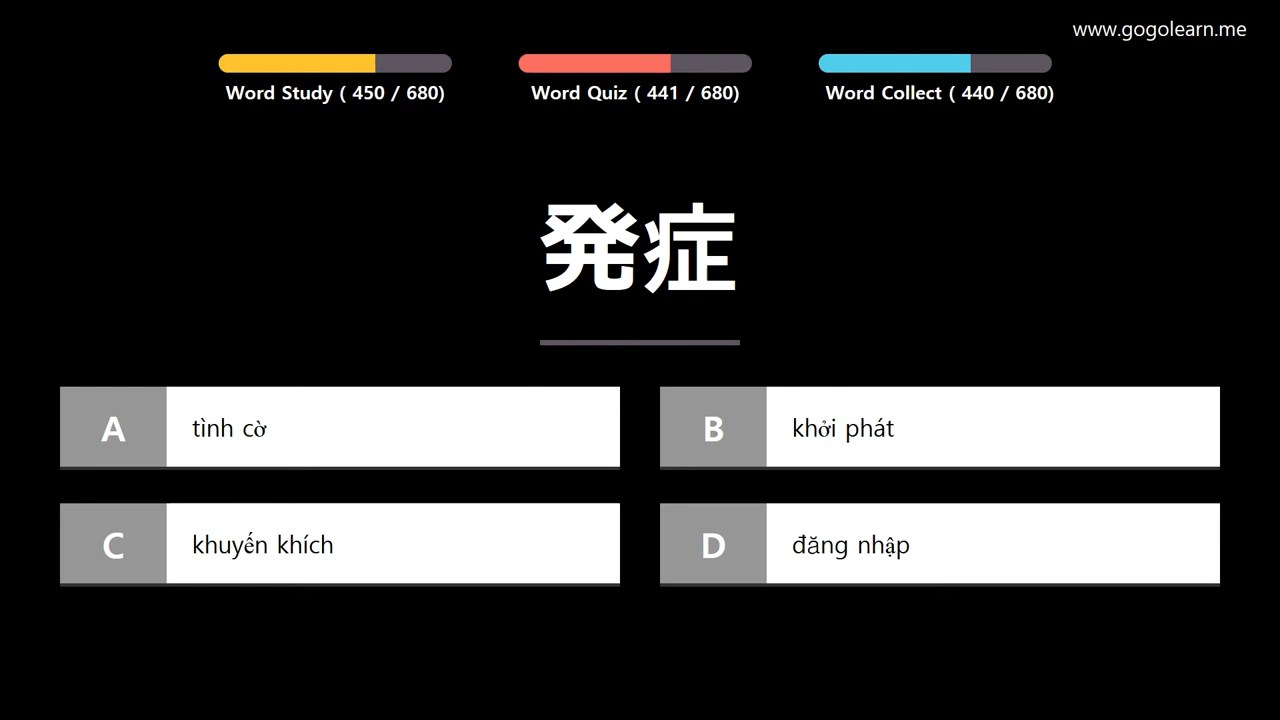 www.gogolearn.me
Word Study ( 450 / 680)
Word Quiz ( 441 / 680)
Word Collect ( 440 / 680)
発症
A
tình cờ
B
khởi phát
C
khuyến khích
D
đăng nhập